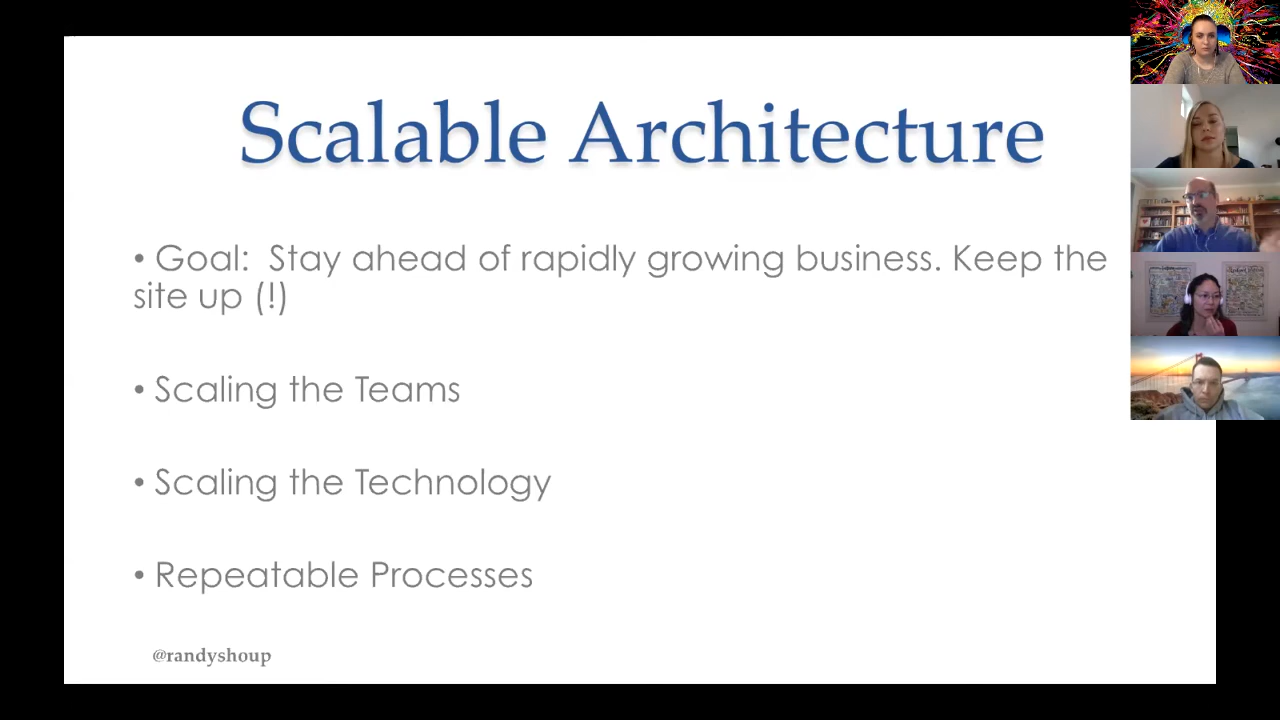 Scalable Architecture
• Goal:  Stay ahead of rapidly growing business. Keep the
site up (!)
• Scaling the Teams
• Scaling the Technology
• Repeatable Processes
@randyshoup